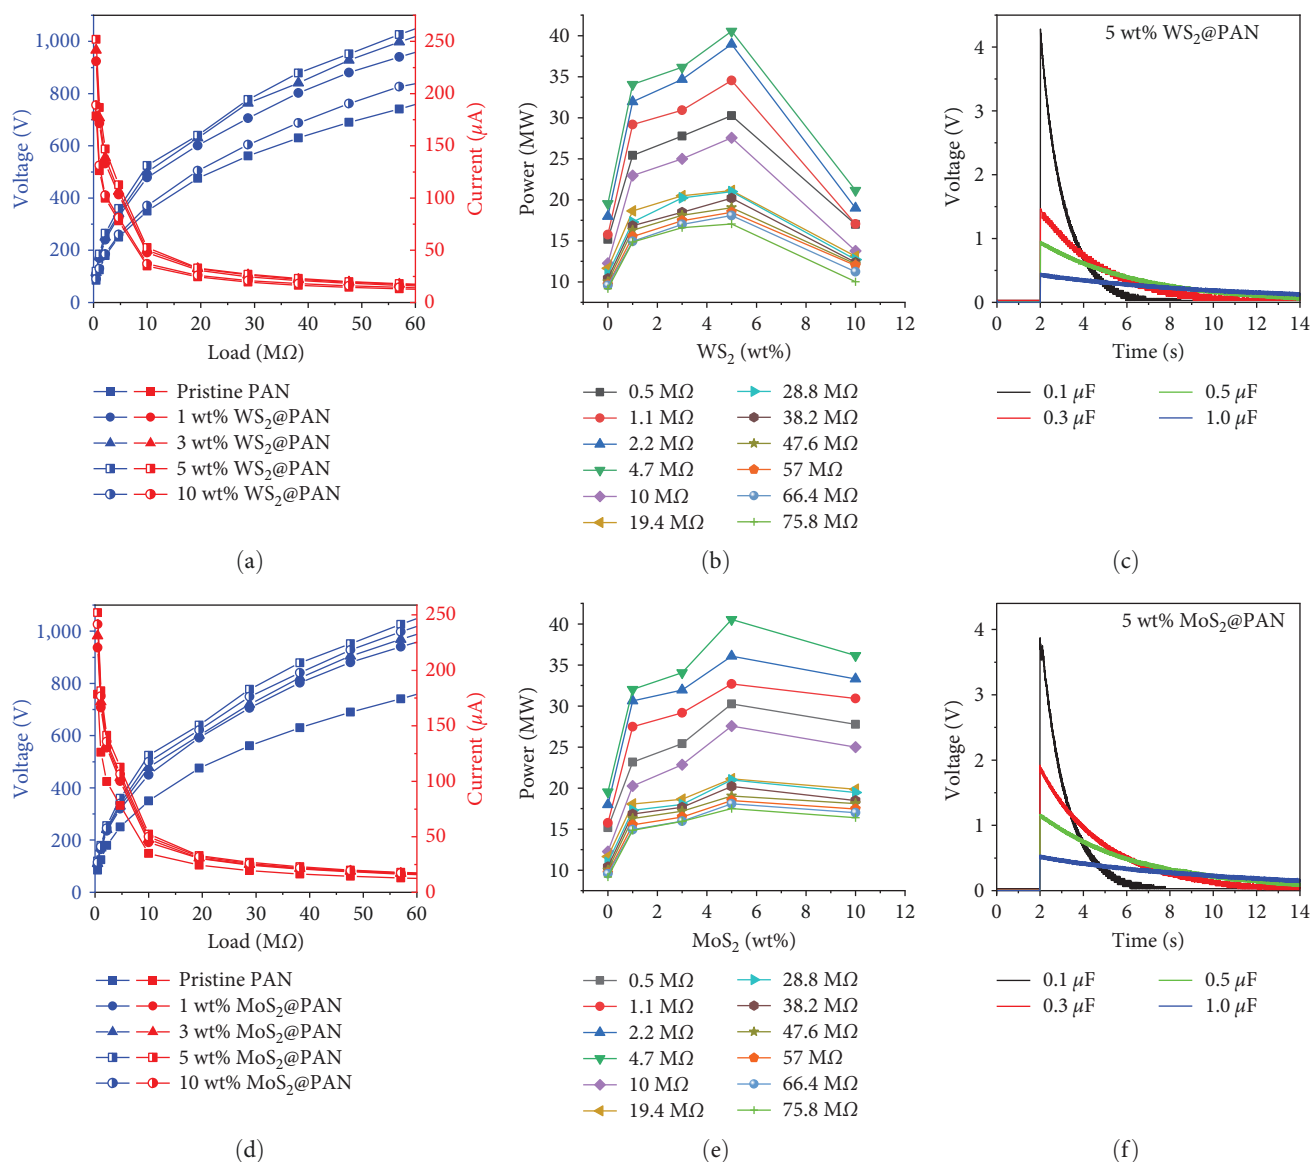 1,000
800
600
400
200
0
Voltage (V)
250
200
150
100
50
0
Current (μA)
0 10 20 30 40 50 60
Load (MΩ)
Pristine PAN
1 wt% WS2@PAN
3 wt% WS2@PAN
5 wt% WS2@PAN
10 wt% WS2@PAN
(a)
40
35
30
25
20
15
10
Power (MW)
0 2 4 6 8 10 12
WS2 (wt%)
0.5 MΩ
1.1 MΩ
2.2 MΩ
4.7 MΩ
10 MΩ
19.4 MΩ
28.8 MΩ
38.2 MΩ
47.6 MΩ
57 MΩ
66.4 MΩ
75.8 MΩ
(b)
5 wt% WS2@PAN
4
3
2
1
0
Voltage (V)
0 2 4 6 8 10 12 14
Time (s)
0.1 μF
0.3 μF
0.5 μF
1.0 μF
(c)
1,000
800
600
400
200
0
Voltage (V)
250
200
150
100
50
0
Current (μA)
0 10 20 30 40 50 60
Load (MΩ)
Pristine PAN
1 wt% MoS2@PAN
3 wt% MoS2@PAN
5 wt% MoS2@PAN
10 wt% MoS2@PAN
(d)
40
35
30
25
20
15
10
Power (MW)
0 2 4 6 8 10 12
MoS2 (wt%)
0.5 MΩ
1.1 MΩ
2.2 MΩ
4.7 MΩ
10 MΩ
19.4 MΩ
28.8 MΩ
38.2 MΩ
47.6 MΩ
57 MΩ
66.4 MΩ
75.8 MΩ
(e)
5 wt% MoS2@PAN
4
3
2
1
0
Voltage (V)
0 2 4 6 8 10 12 14
Time (s)
0.1 μF
0.3 μF
0.5 μF
1.0 μF
(f)